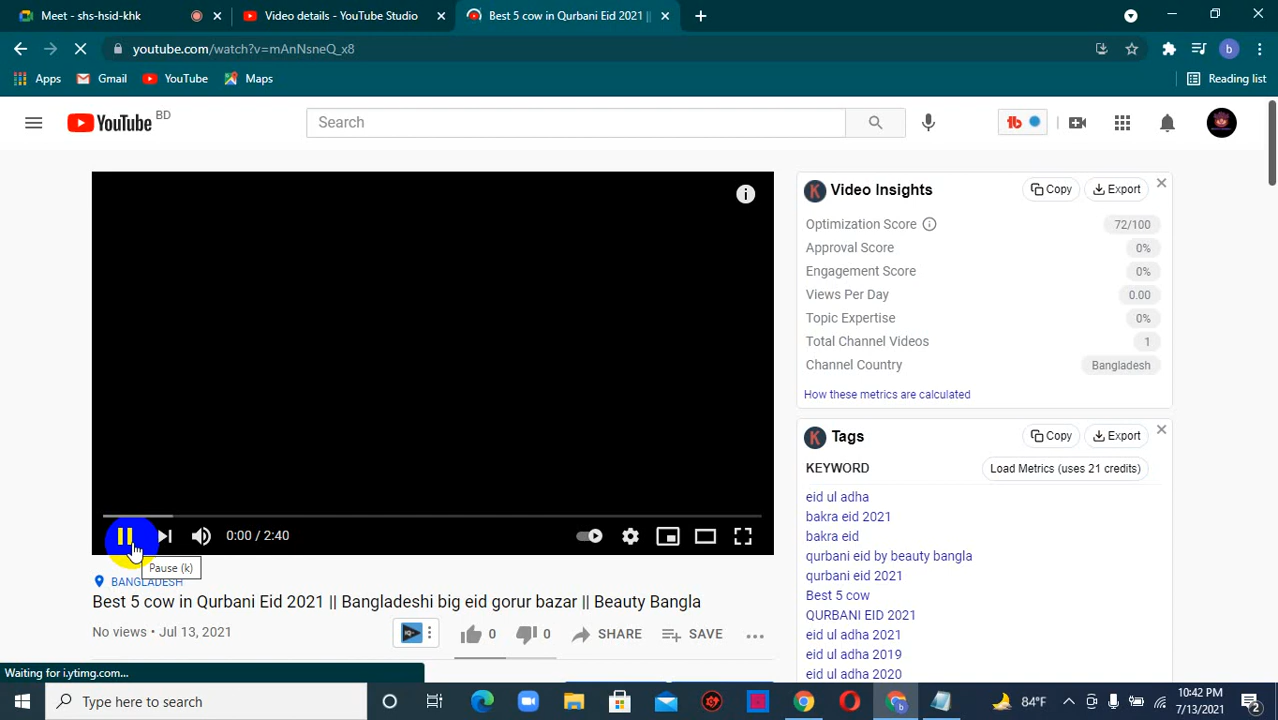 Meet - shs-hsid-khk
Video details - YouTube Studio
Best 5 cow in Qurbani Eid 2021 ||
youtube.com/watch?v=mAnNsneQ_x8
Apps Gmail YouTube Maps Reading list
YouTube BD
Search
Video Insights Copy Export
Optimization Score 72/100
Approval Score 0%
Engagement Score 0%
Views Per Day 0.00
Topic Expertise 0%
Total Channel Videos 1
Channel Country Bangladesh
How these metrics are calculated
Tags Copy Export
KEYWORD Load Metrics (uses 21 credits)
eid ul adha
bakra eid 2021
bakra eid
qurbani eid by beauty bangla
qurbani eid 2021
Best 5 cow
QURBANI EID 2021
eid ul adha 2021
eid ul adha 2019
eid ul adha 2020
0:00 / 2:40
Pause (k)
BANGLADESH
Best 5 cow in Qurbani Eid 2021 || Bangladeshi big eid gorur bazar || Beauty Bangla
No views • Jul 13, 2021
0 0 SHARE SAVE
Waiting for i.ytimg.com...
Type here to search
84°F
10:42 PM
7/13/2021
2